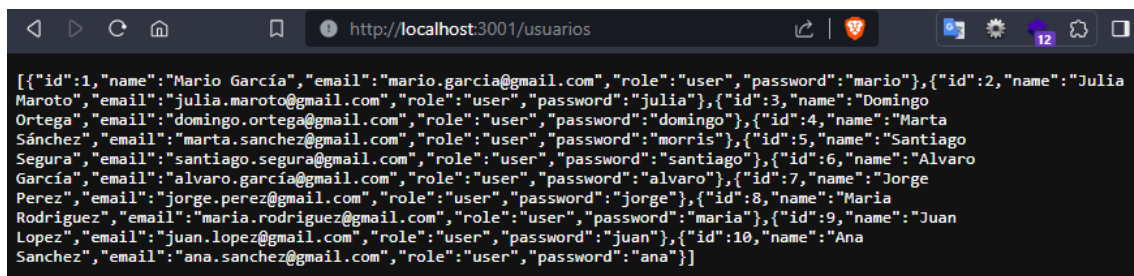 http://localhost:3001/usuarios
12
[{"id":1,"name":"Mario García","email":"mario.garcia@gmail.com","role":"user","password":"mario"},{"id":2,"name":"Julia
Maroto","email":"julia.maroto@gmail.com","role":"user","password":"julia"},{"id":3,"name":"Domingo
Ortega","email":"domingo.ortega@gmail.com","role":"user","password":"domingo"},{"id":4,"name":"Marta
Sánchez","email":"marta.sanchez@gmail.com","role":"user","password":"morris"},{"id":5,"name":"Santiago
Segura","email":"santiago.segura@gmail.com","role":"user","password":"santiago"},{"id":6,"name":"Alvaro
García","email":"alvaro.garcía@gmail.com","role":"user","password":"alvaro"},{"id":7,"name":"Jorge
Perez","email":"jorge.perez@gmail.com","role":"user","password":"jorge"},{"id":8,"name":"Maria
Rodriguez","email":"maria.rodriguez@gmail.com","role":"user","password":"maria"},{"id":9,"name":"Juan
Lopez","email":"juan.lopez@gmail.com","role":"user","password":"juan"},{"id":10,"name":"Ana
Sanchez","email":"ana.sanchez@gmail.com","role":"user","password":"ana"}]